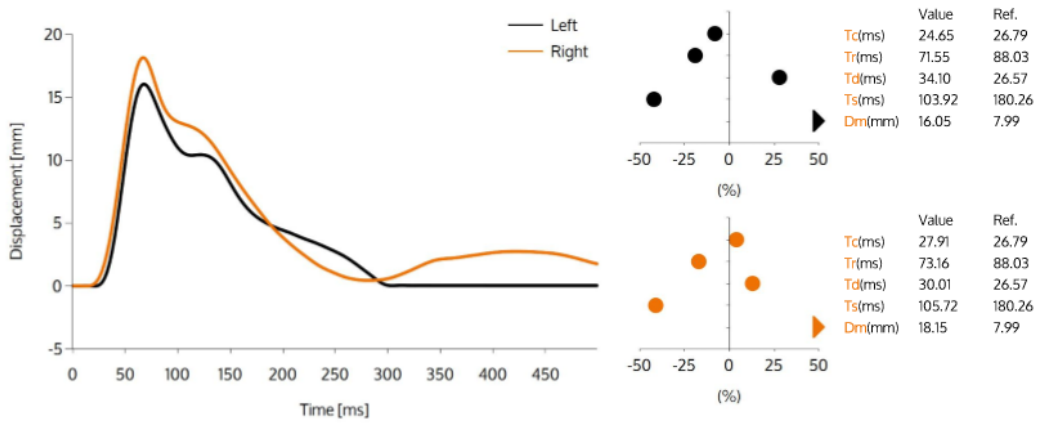 20
15
10
5
0
-5
Displacement [mm]
0 50 100 150 200 250 300 350 400 450
Time [ms]
Left
Right
-50 -25 0 25 50
(%)
Value Ref.
Tc(ms) 24.65 26.79
Tr(ms) 71.55 88.03
Td(ms) 34.10 26.57
Ts(ms) 103.92 180.26
Dm(mm) 16.05 7.99
-50 -25 0 25 50
(%)
Value Ref.
Tc(ms) 27.91 26.79
Tr(ms) 73.16 88.03
Td(ms) 30.01 26.57
Ts(ms) 105.72 180.26
Dm(mm) 18.15 7.99